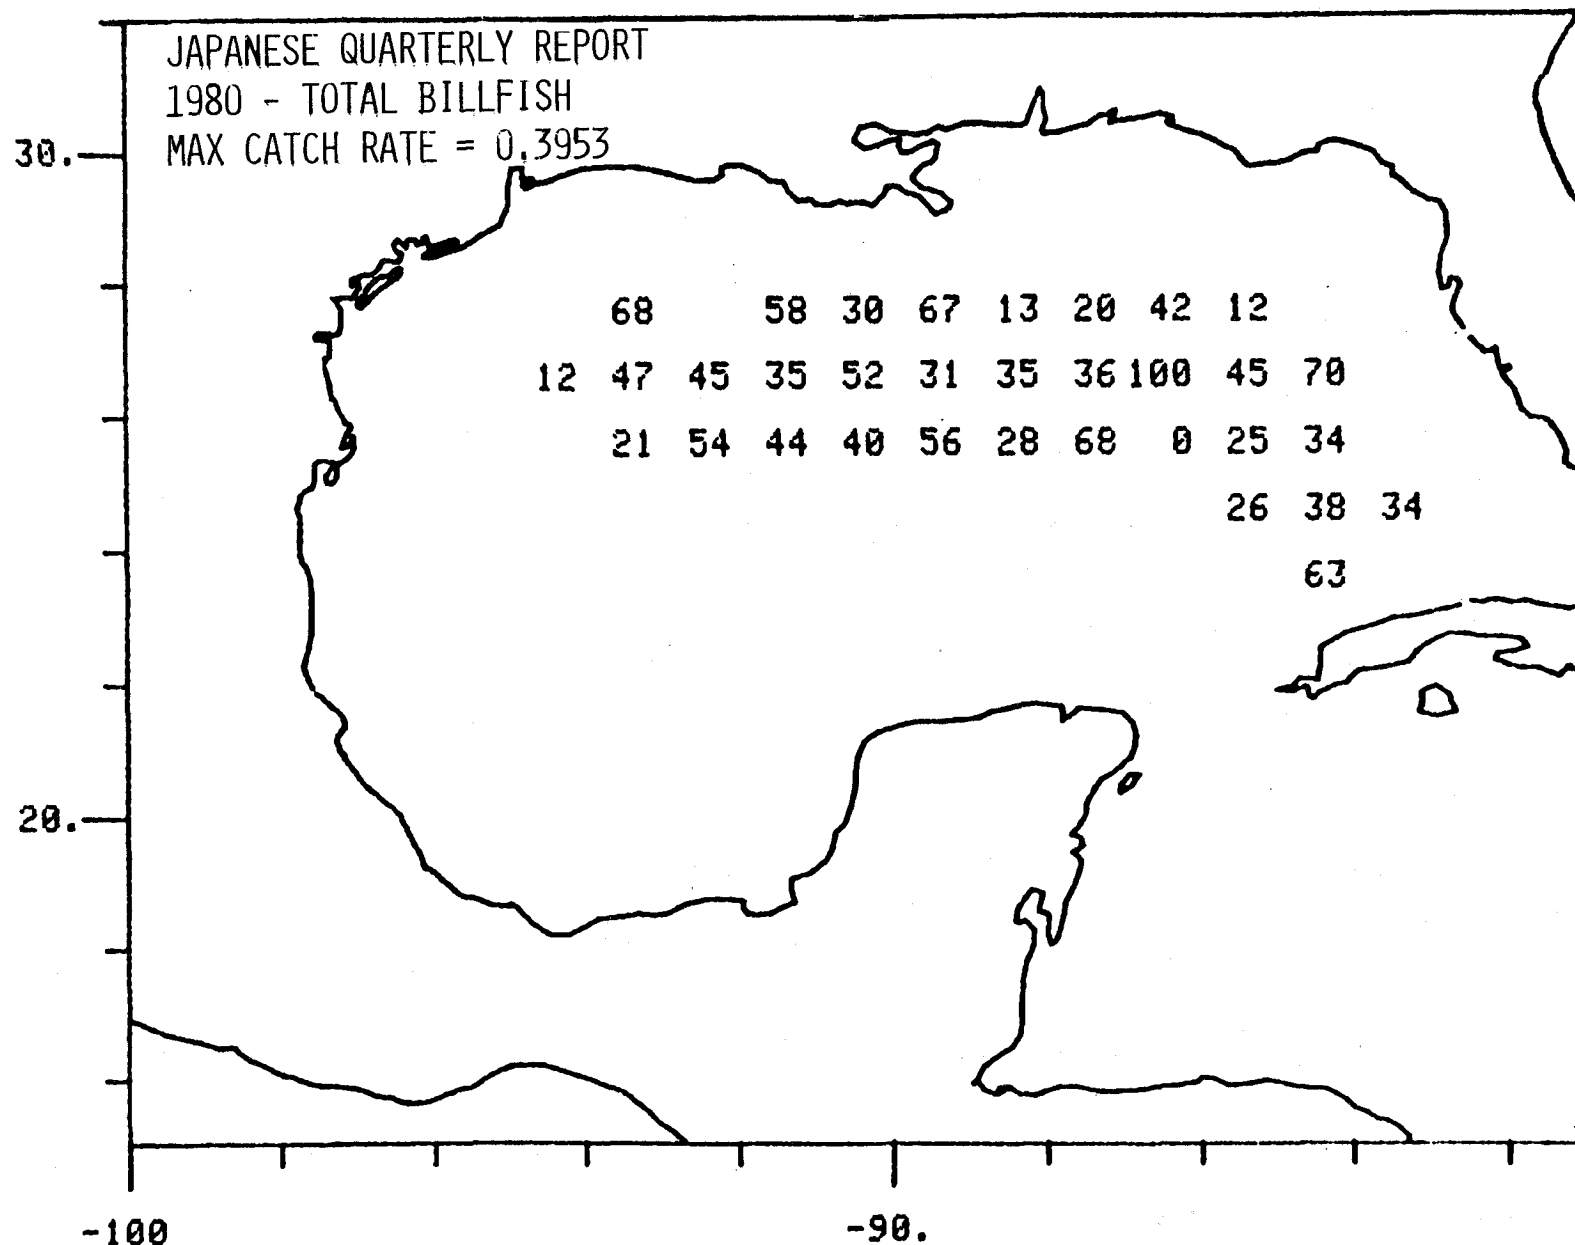 JAPANESE QUARTERLY REPORT
1980 - TOTAL BILLFISH
MAX CATCH RATE = 0.3953
30.
68 58 30 67 13 20 42 12
12 47 45 35 52 31 35 36 100 45 70
21 54 44 40 56 28 68 0 25 34
26 38 34
63
20.
-100 -90.